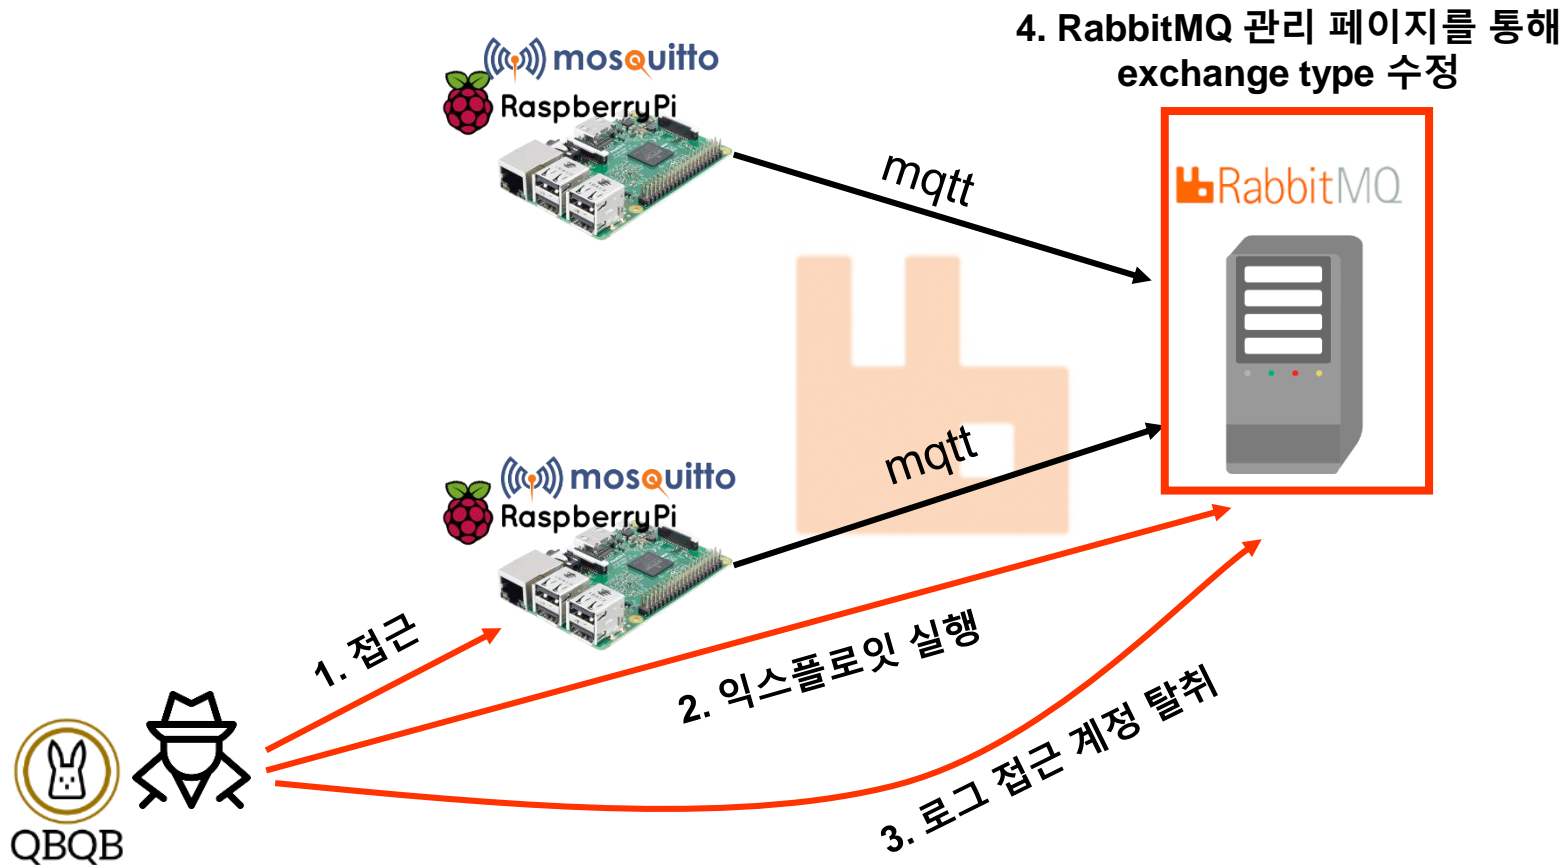 4. RabbitMQ 관리 페이지를 통해
exchange type 수정
mosquitto
RaspberryPi
mqtt
RabbitMQ
mqtt
mosquitto
RaspberryPi
1. 접근
2. 익스플로잇 실행
3. 로그 접근 계정 탈취
QBQB